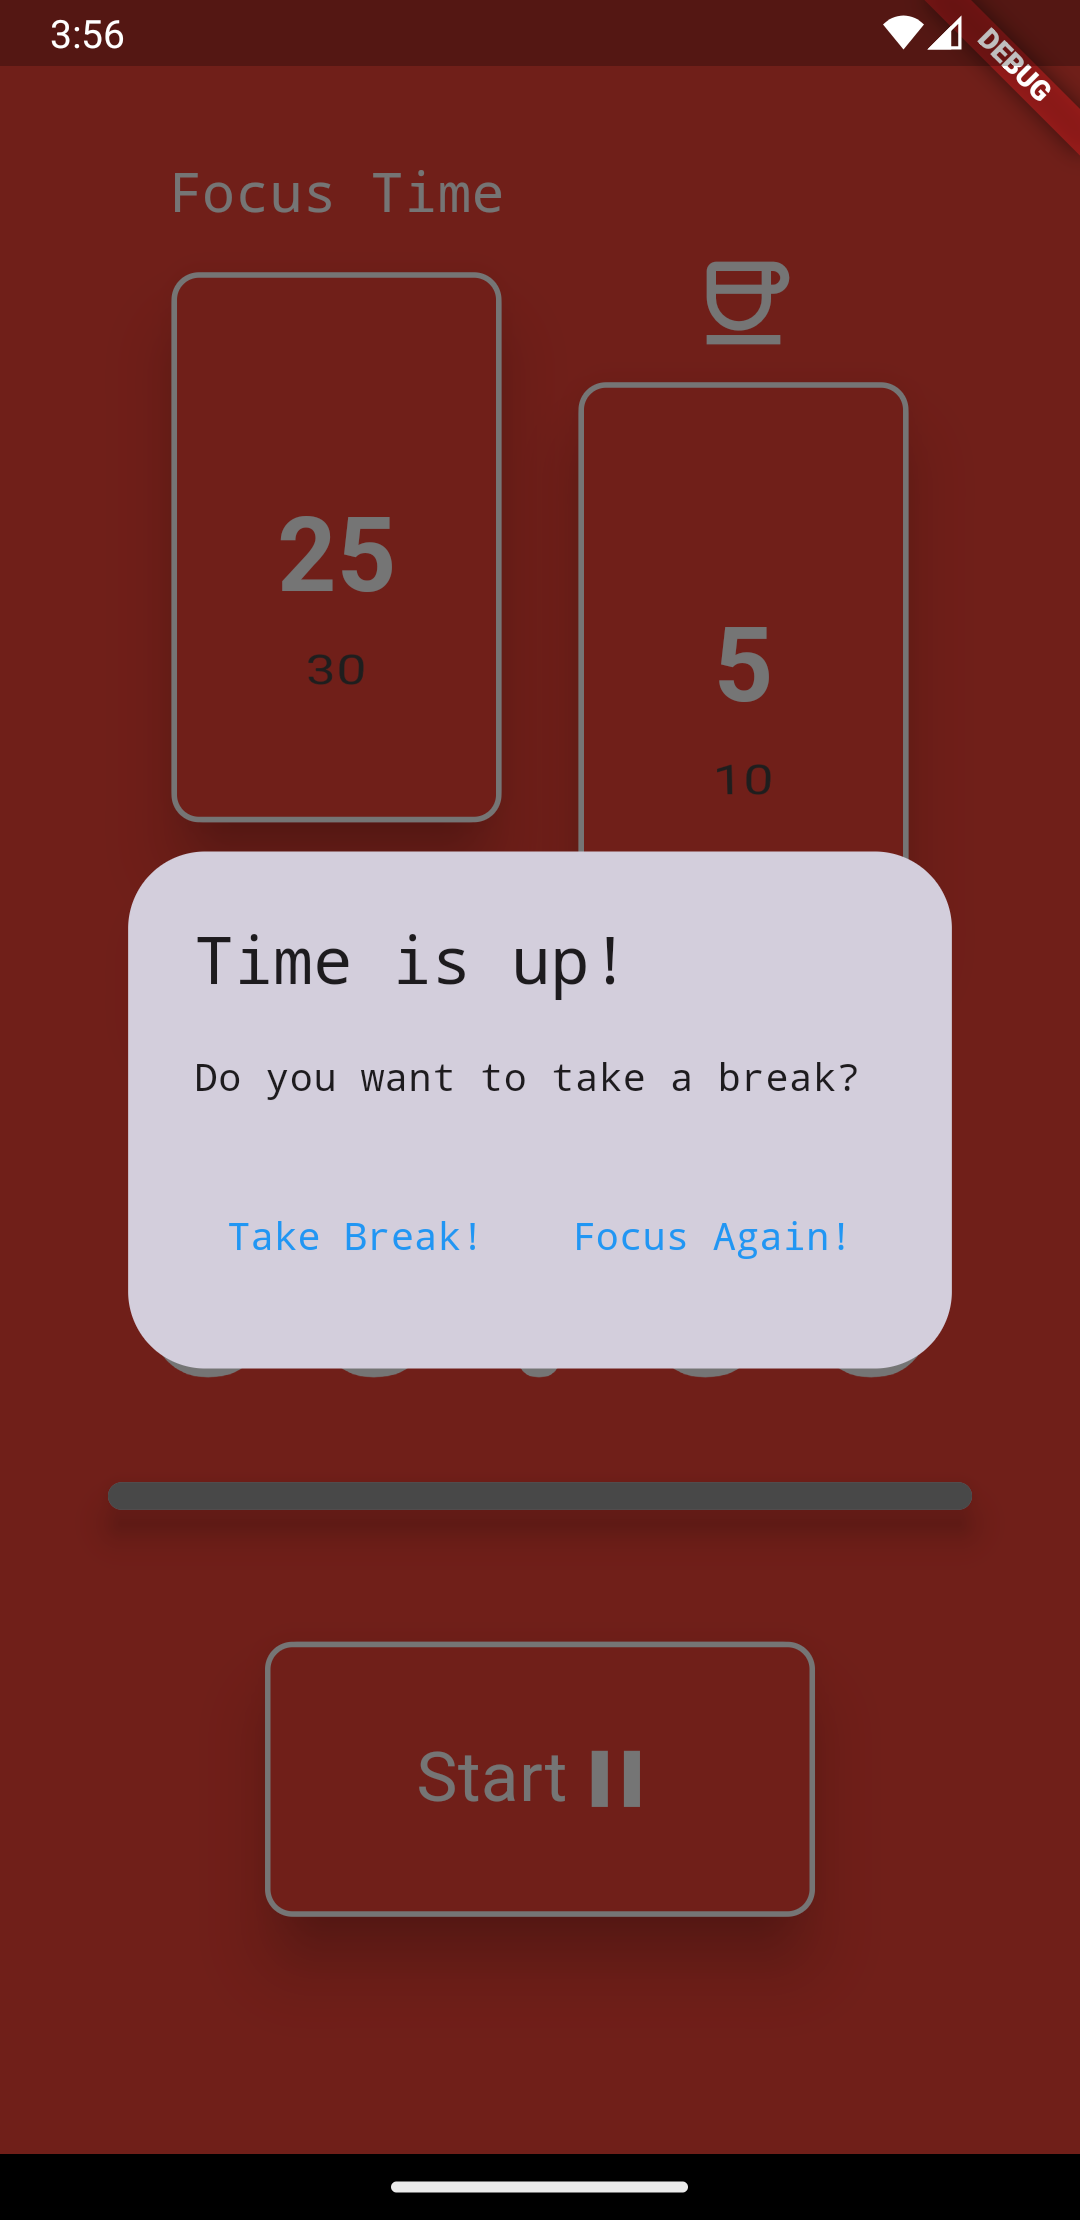 3:56
DEBUG
Focus Time
25
30
5
10
Time is up!
Do you want to take a break?
Take Break!
Focus Again!
Start